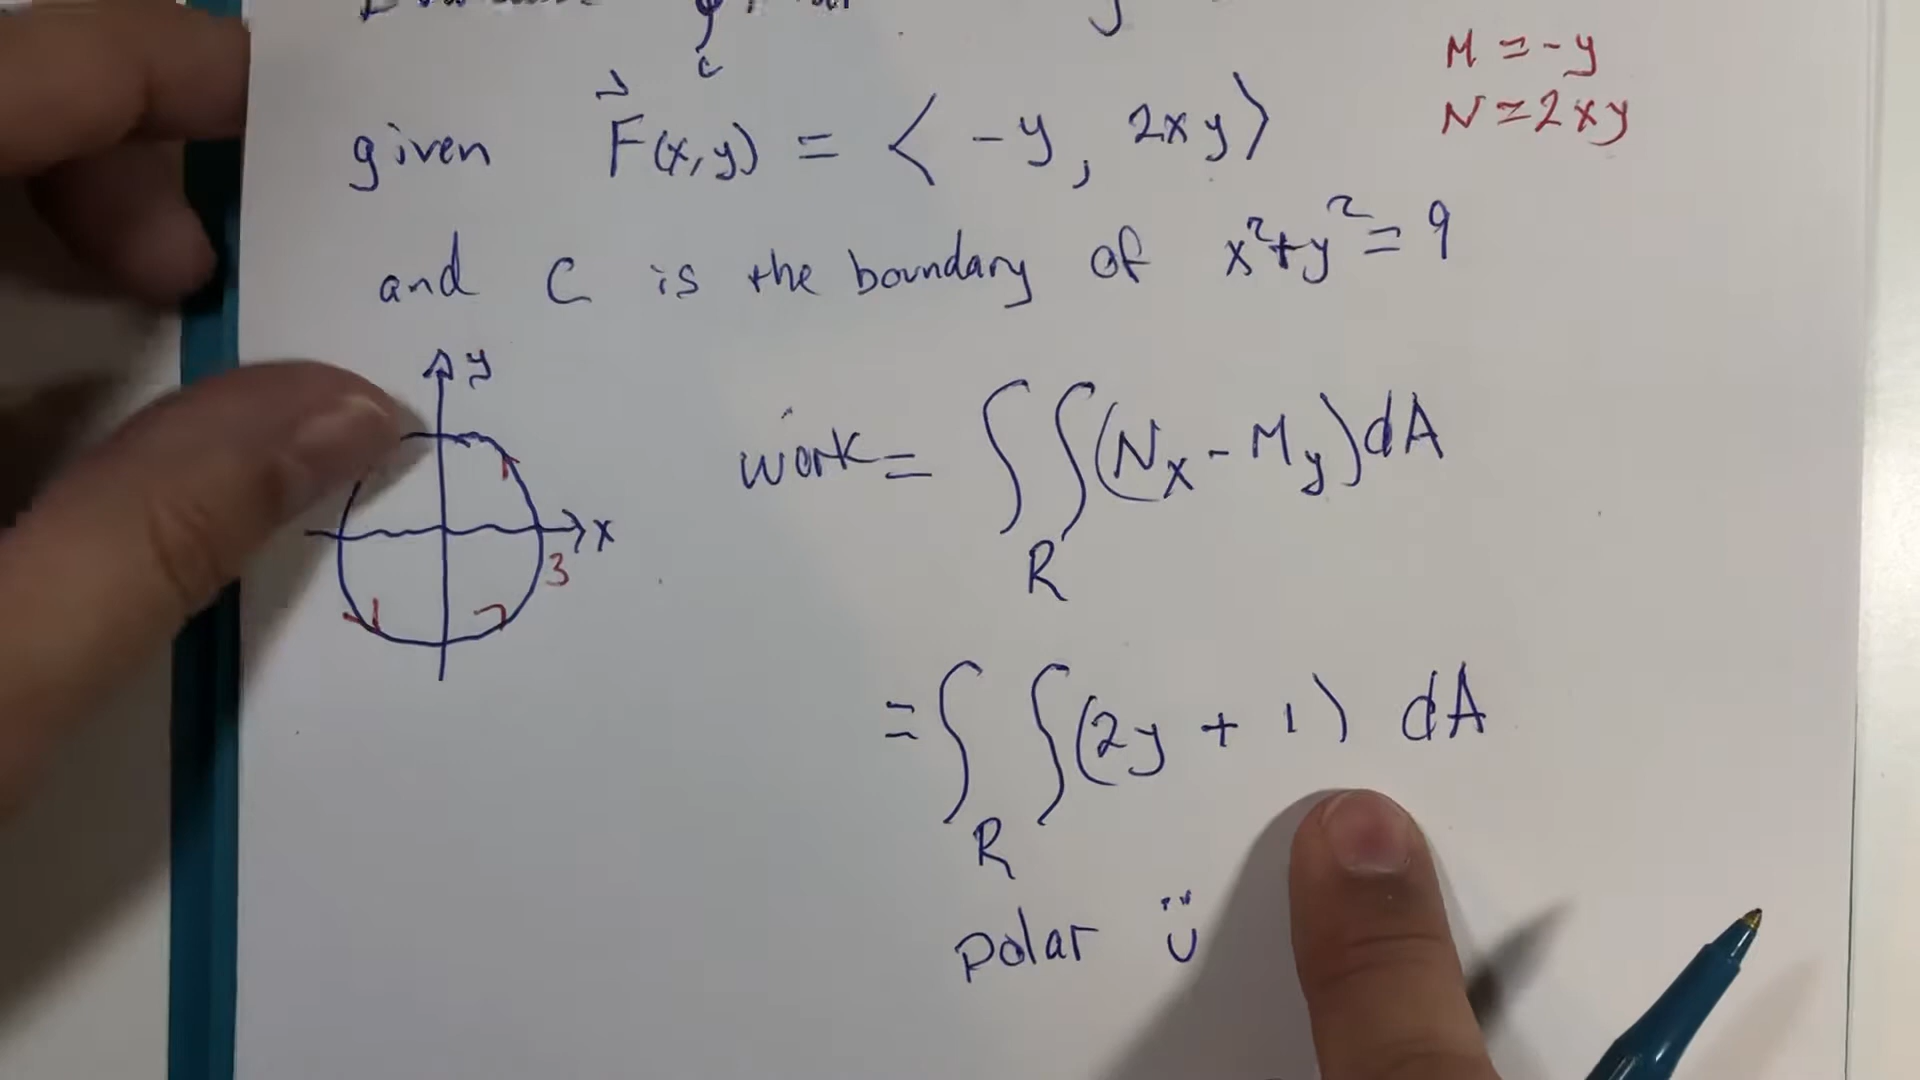 c
M = -y
N = 2xy
given F⃗(x,y) = ⟨ -y, 2xy⟩
and C is the boundary of x²+y² = 9
y
x
3
work = ∫∫(Nₓ - M_y)dA
R
= ∫∫(2y + 1) dA
R
polar ü